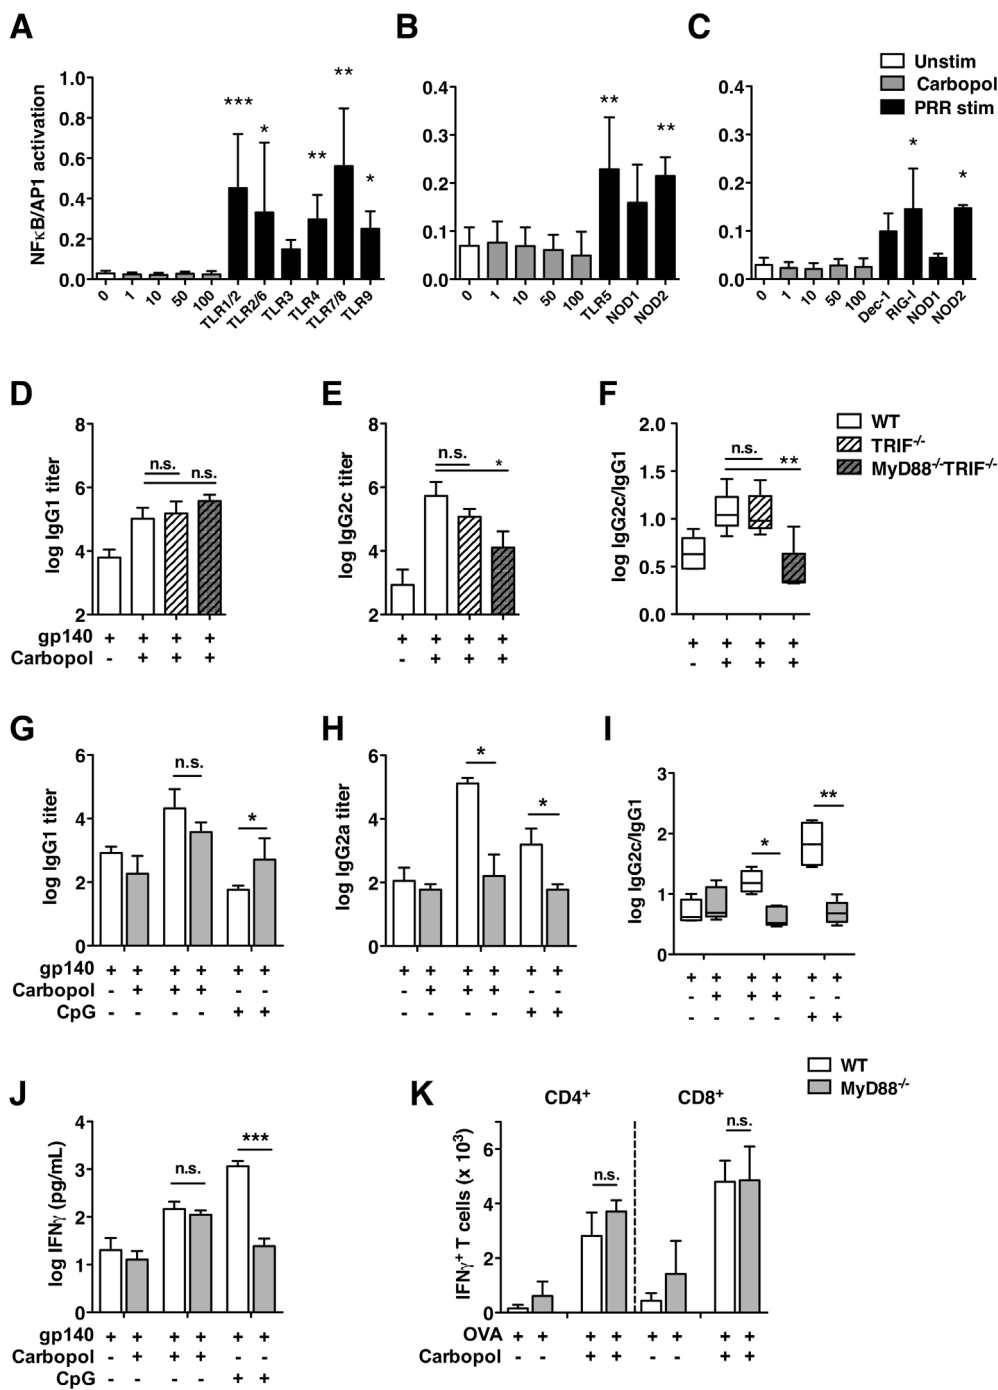 A
B
C
Unstim
Carbopol
PRR stim
NFκB/AP1 activation
1.0
0.8
0.6
0.4
0.2
0.0
*** * ** ** *
0 1 10 50 100 TLR1/2 TLR2/6 TLR3 TLR4 TLR7/8 TLR9
0.4
0.3
0.2
0.1
0.0
** **
0 1 10 50 100 TLR5 NOD1 NOD2
0.4
0.3
0.2
0.1
0.0
* *
0 1 10 50 100 Dec-1 RIG-I NOD1 NOD2
D
E
F
WT
TRIF-/-
MyD88-/-TRIF-/-
log IgG1 titer
8
6
4
2
n.s. n.s.
gp140 + + + +
Carbopol - + + +
log IgG2c titer
8
6
4
2
n.s. *
+ + + +
- + + +
log IgG2c/IgG1
2.0
1.5
1.0
0.5
0.0
n.s. **
+ + + +
- + + +
G
H
I
log IgG1 titer
6
4
2
0
n.s. *
gp140 + + + + + +
Carbopol - + + + - -
CpG - - - - + +
log IgG2a titer
6
4
2
0
* *
+ + + + + +
- + + + - -
- - - - + +
log IgG2c/IgG1
3
2
1
0
* **
+ + + + + +
- + + + - -
- - - - + +
WT
MyD88-/-
J
K
log IFNγ (pg/mL)
4
3
2
1
0
n.s. ***
gp140 + + + + + +
Carbopol - + + + - -
CpG - - - - + +
CD4+ CD8+
IFNγ+ T cells (x 10³)
6
4
2
0
n.s. n.s.
OVA + + + + + + + +
Carbopol - - + + - - + +